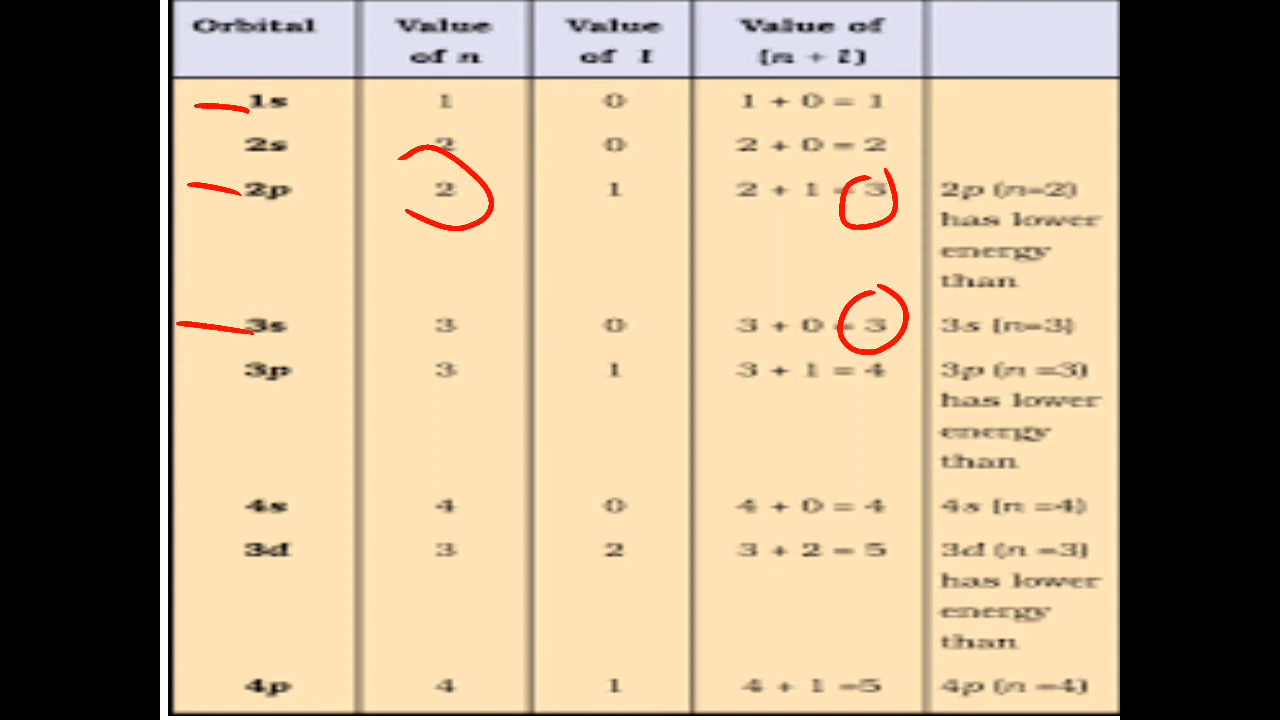 Orbital Value of n Value of l Value of (n + l)
1s 1 0 1 + 0 = 1
2s 2 0 2 + 0 = 2
2p 2 1 2 + 1 = 3 2p (n=2)
has lower
energy
than
3s 3 0 3 + 0 = 3 3s (n=3)
3p 3 1 3 + 1 = 4 3p (n =3)
has lower
energy
than
4s 4 0 4 + 0 = 4 4s (n =4)
3d 3 2 3 + 2 = 5 3d (n =3)
has lower
energy
than
4p 4 1 4 + 1 =5 4p (n =4)